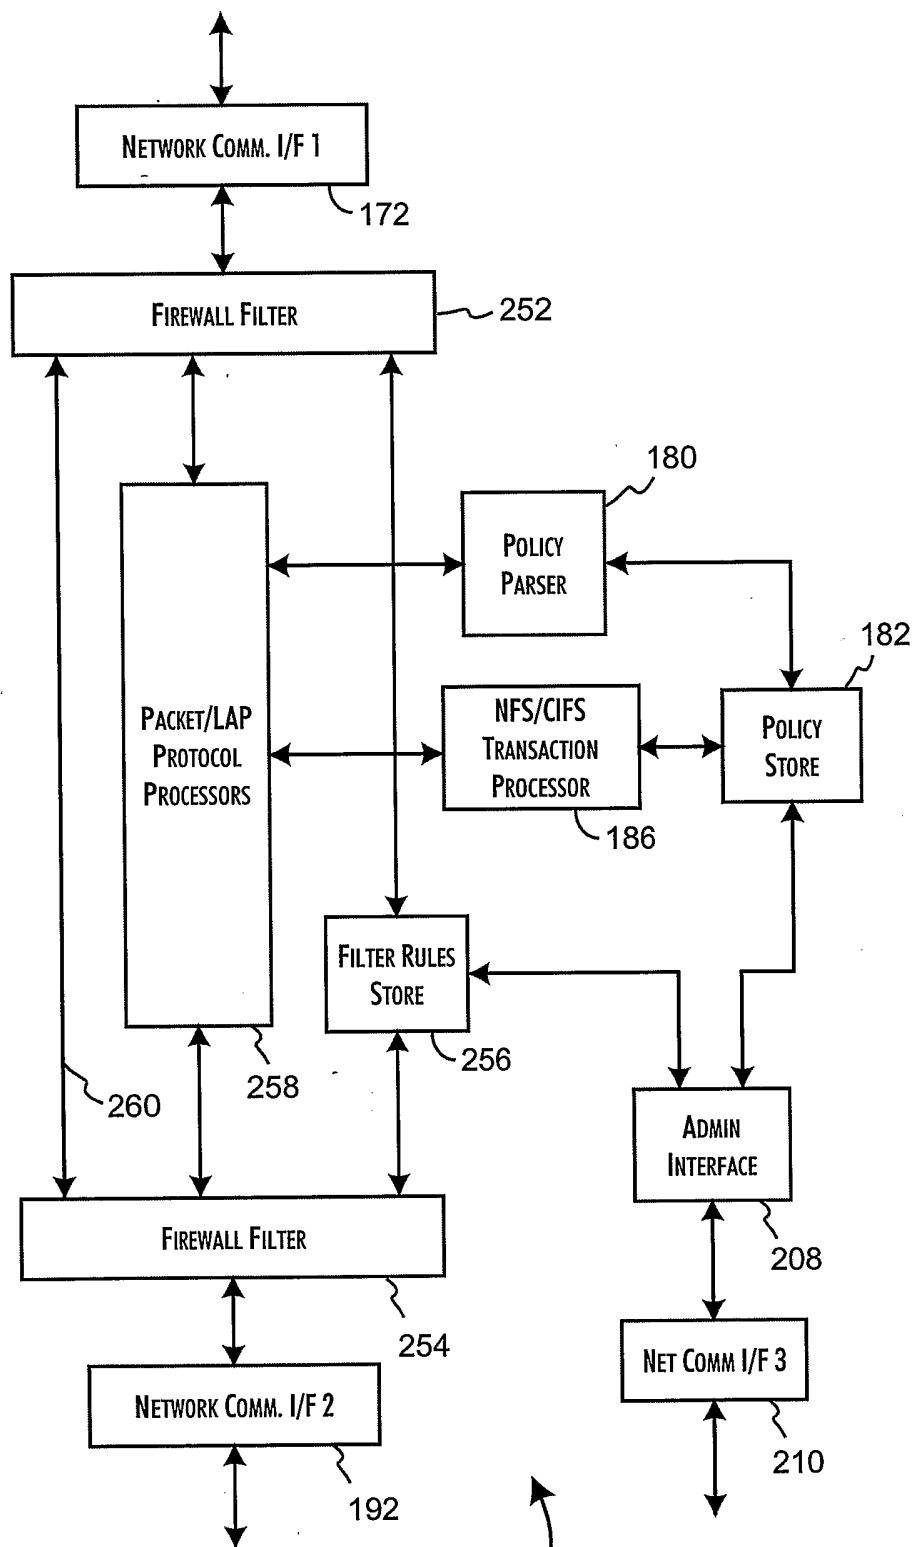 NETWORK COMM. I/F 1
172
FIREWALL FILTER
252
180
POLICY
PARSER
182
PACKET/LAP
PROTOCOL
PROCESSORS
NFS/CIFS
TRANSACTION
PROCESSOR
POLICY
STORE
186
FILTER RULES
STORE
256
258
260
ADMIN
INTERFACE
208
FIREWALL FILTER
254
NET COMM I/F 3
210
NETWORK COMM. I/F 2
192